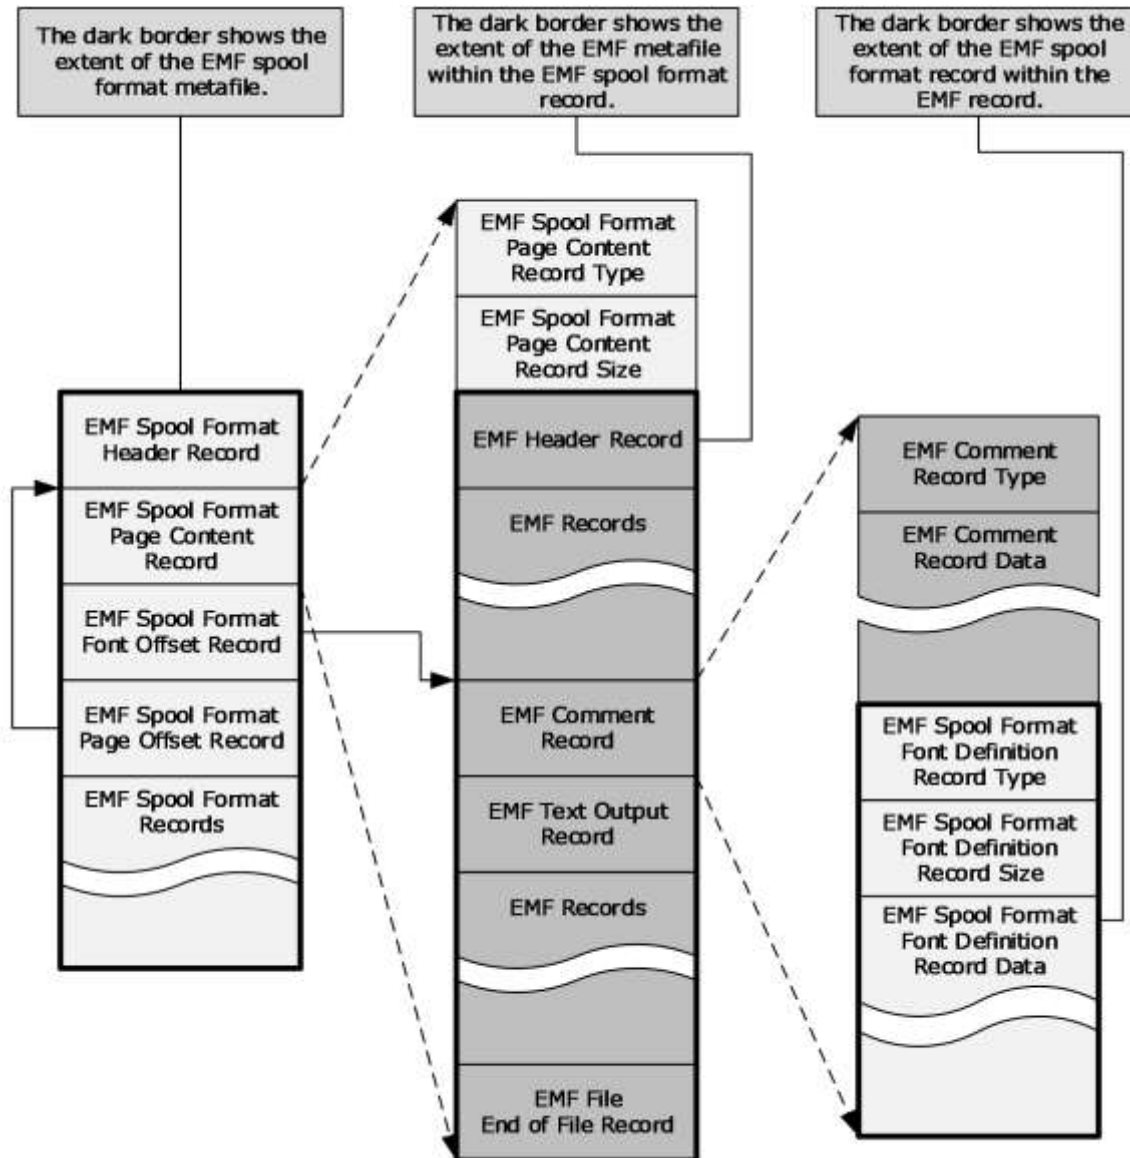 The dark border shows the
extent of the EMF spool
format metafile.
The dark border shows the
extent of the EMF metafile
within the EMF spool format
record.
The dark border shows the
extent of the EMF spool
format record within the
EMF record.
EMF Spool Format
Header Record
EMF Spool Format
Page Content
Record
EMF Spool Format
Font Offset Record
EMF Spool Format
Page Offset Record
EMF Spool Format
Records
EMF Spool Format
Page Content
Record Type
EMF Spool Format
Page Content
Record Size
EMF Header Record
EMF Records
EMF Comment
Record
EMF Text Output
Record
EMF Records
EMF File
End of File Record
EMF Comment
Record Type
EMF Comment
Record Data
EMF Spool Format
Font Definition
Record Type
EMF Spool Format
Font Definition
Record Size
EMF Spool Format
Font Definition
Record Data